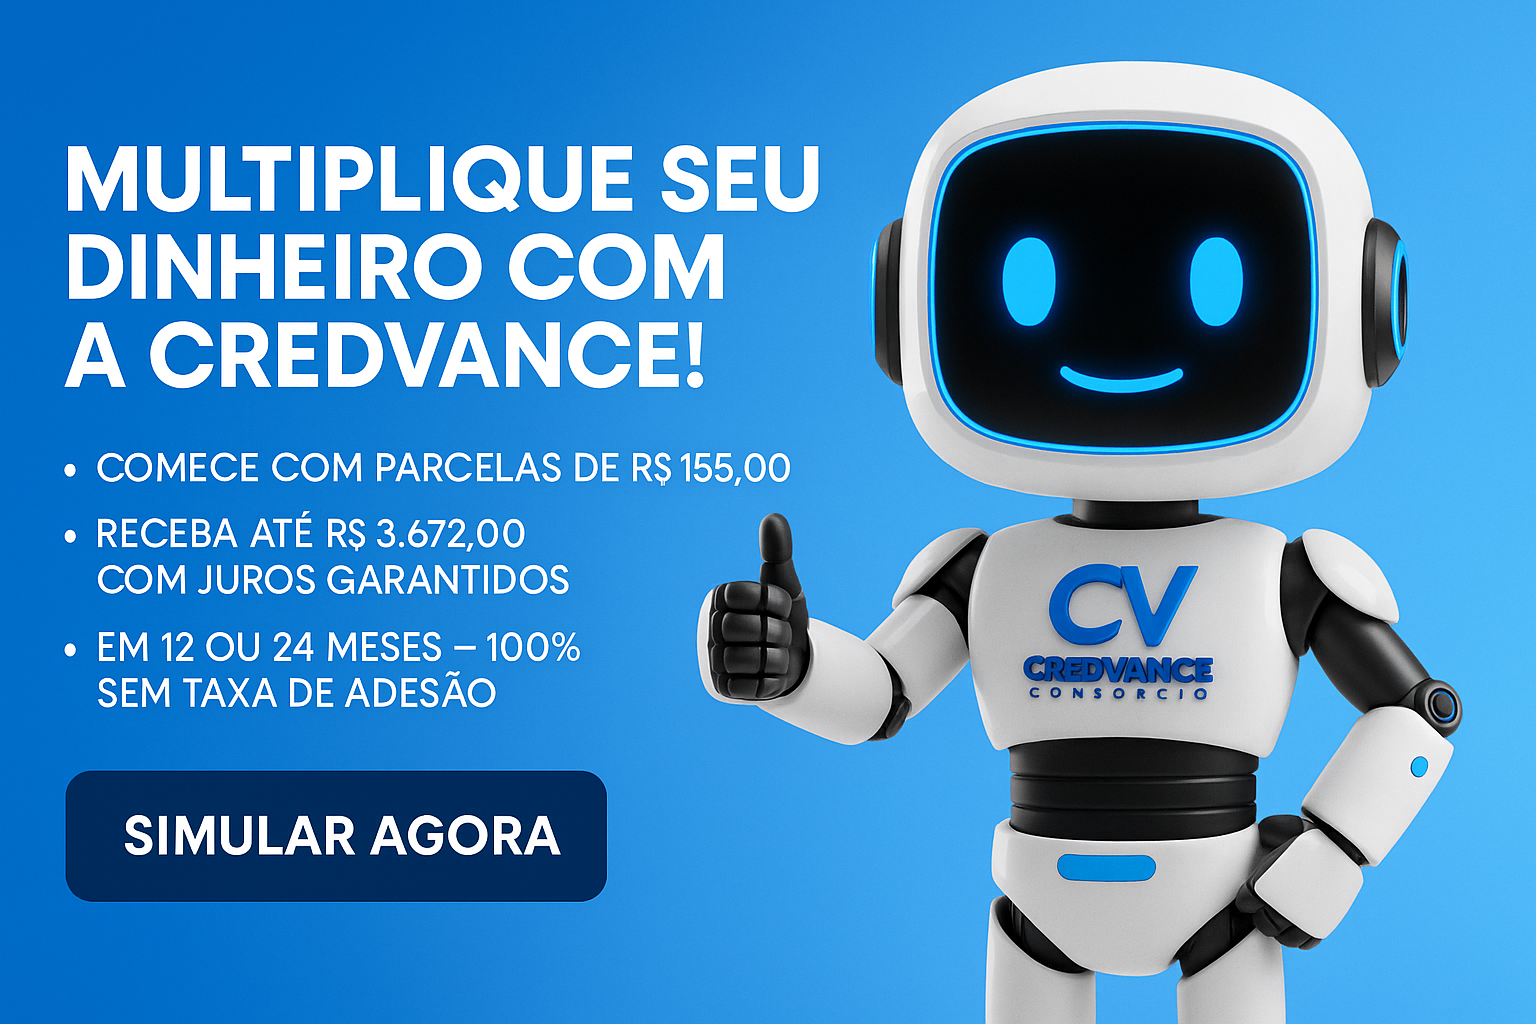 MULTIPLIQUE SEU
DINHEIRO COM
A CREDVANCE!
• COMECE COM PARCELAS DE R$ 155,00
• RECEBA ATÉ R$ 3.672,00
COM JUROS GARANTIDOS
• EM 12 OU 24 MESES – 100%
SEM TAXA DE ADESÃO
SIMULAR AGORA
CV
CREDVANCE
CONSORCIO